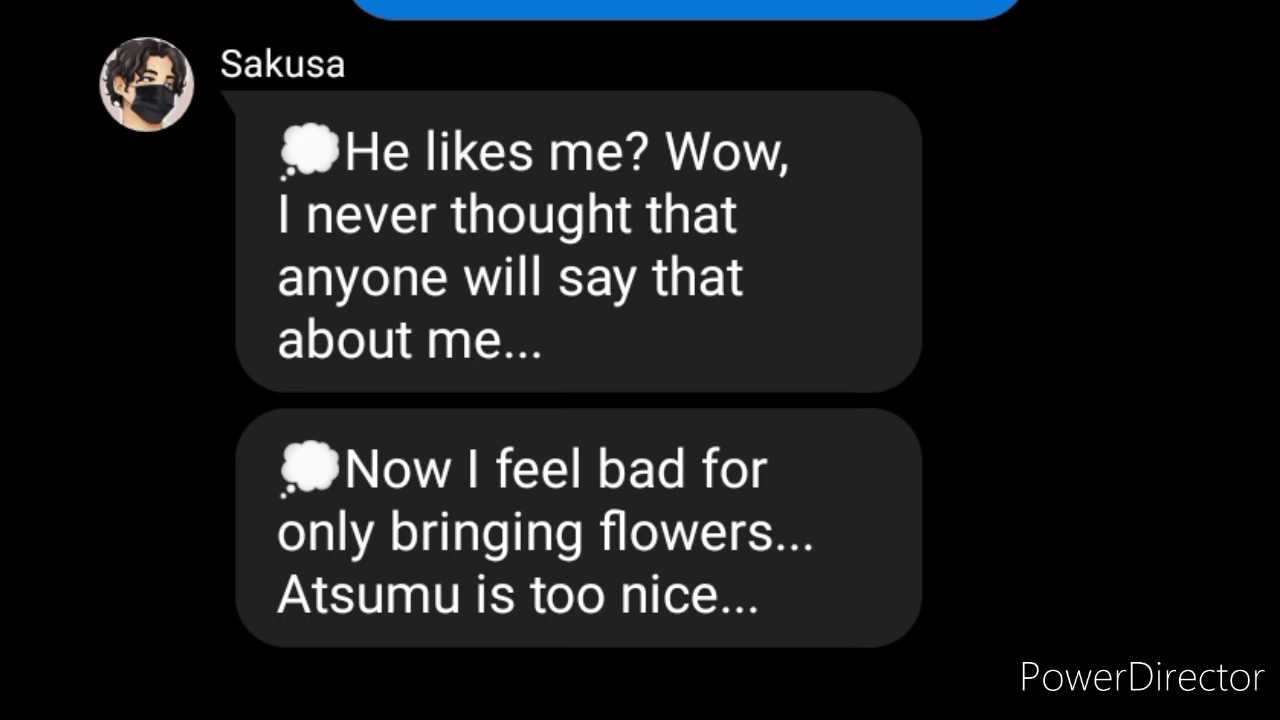 Sakusa
💭He likes me? Wow,
I never thought that
anyone will say that
about me...
💭Now I feel bad for
only bringing flowers...
Atsumu is too nice...
PowerDirector